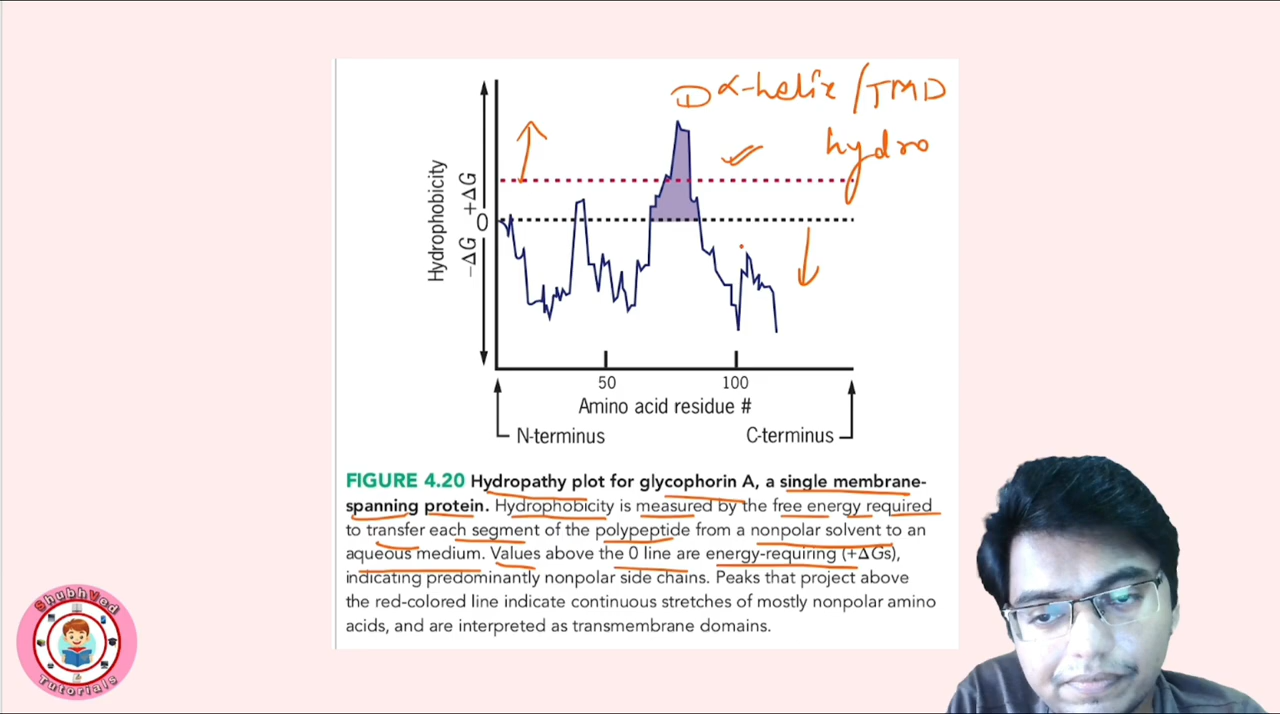 ① α-helix / TMD
hydro
Hydrophobicity
+ΔG
0
−ΔG
50
100
Amino acid residue #
N-terminus
C-terminus
FIGURE 4.20 Hydropathy plot for glycophorin A, a single membrane-
spanning protein. Hydrophobicity is measured by the free energy required
to transfer each segment of the polypeptide from a nonpolar solvent to an
aqueous medium. Values above the 0 line are energy-requiring (+ΔGs),
indicating predominantly nonpolar side chains. Peaks that project above
the red-colored line indicate continuous stretches of mostly nonpolar amino
acids, and are interpreted as transmembrane domains.
ShubhVed
Tutorials